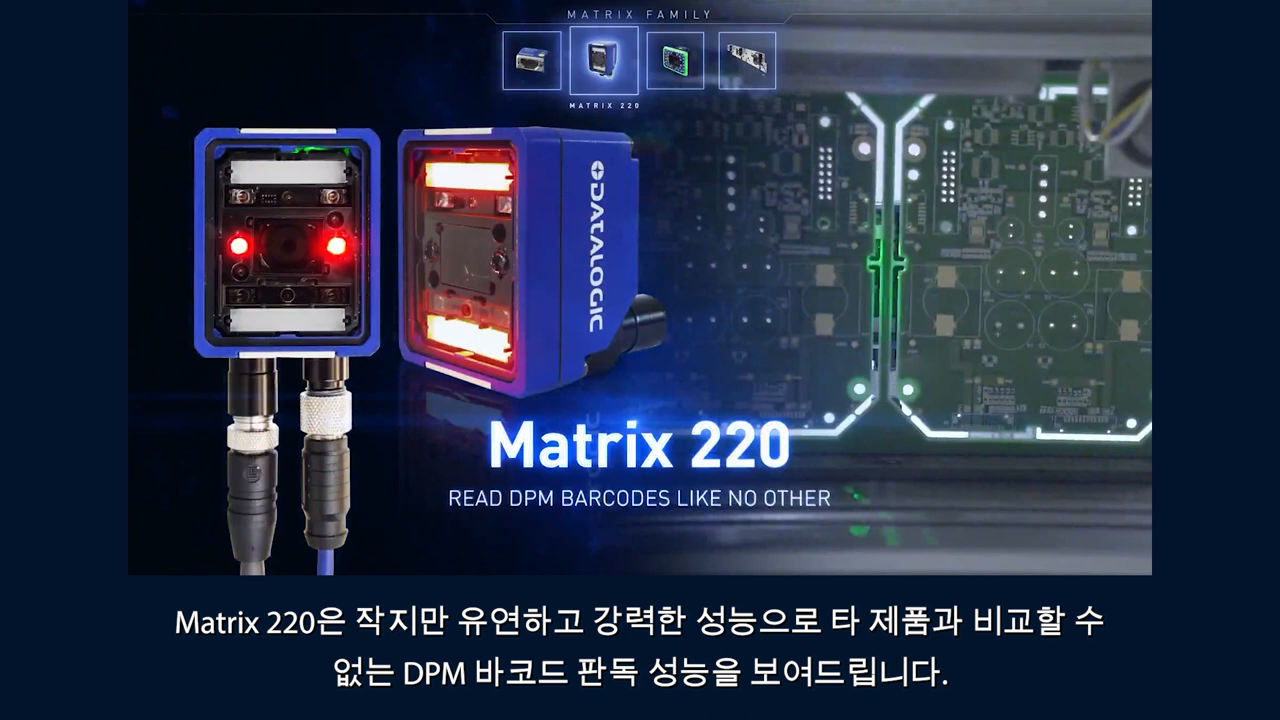 MATRIX FAMILY
MATRIX 220
DATALOGIC
Matrix 220
READ DPM BARCODES LIKE NO OTHER
Matrix 220은 작지만 유연하고 강력한 성능으로 타 제품과 비교할 수
없는 DPM 바코드 판독 성능을 보여드립니다.